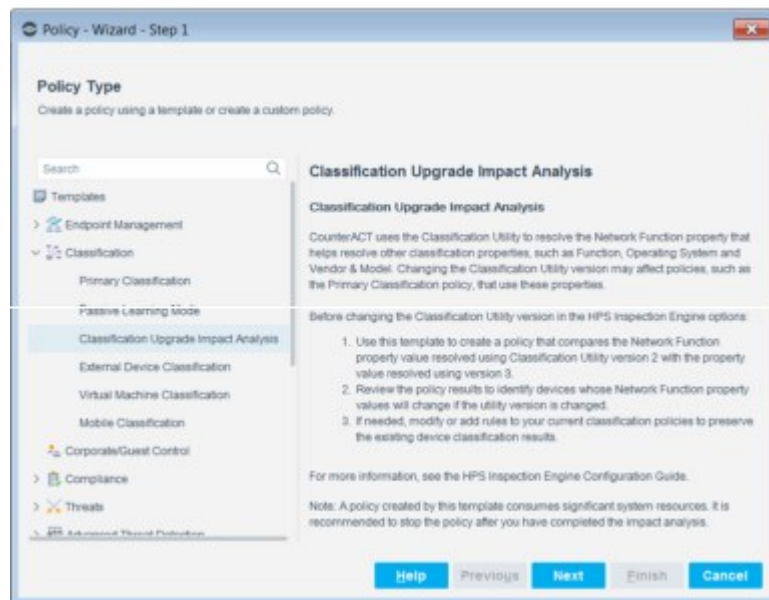 Policy - Wizard - Step 1
Policy Type
Create a policy using a template or create a custom policy.
Search
Templates
Endpoint Management
Classification
Primary Classification
Passive Learning Mode
Classification Upgrade Impact Analysis
External Device Classification
Virtual Machine Classification
Mobile Classification
Corporate/Guest Control
Compliance
Threats
Advanced Threat Detection
Classification Upgrade Impact Analysis
Classification Upgrade Impact Analysis
CounterACT uses the Classification Utility to resolve the Network Function property that
helps resolve other classification properties, such as Function, Operating System and
Vendor & Model. Changing the Classification Utility version may affect policies, such as
the Primary Classification policy, that use these properties.
Before changing the Classification Utility version in the HPS Inspection Engine options:
1. Use this template to create a policy that compares the Network Function
property value resolved using Classification Utility version 2 with the property
value resolved using version 3.
2. Review the policy results to identify devices whose Network Function property
values will change if the utility version is changed.
3. If needed, modify or add rules to your current classification policies to preserve
the existing device classification results.
For more information, see the HPS Inspection Engine Configuration Guide.
Note: A policy created by this template consumes significant system resources. It is
recommended to stop the policy after you have completed the impact analysis.
Help Previous Next Finish Cancel